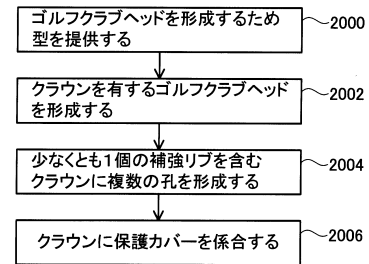 ゴルフクラブヘッドを形成するため
型を提供する
2000
クラウンを有するゴルフクラブヘッド
を形成する
2002
少なくとも1個の補強リブを含む
クラウンに複数の孔を形成する
2004
クラウンに保護カバーを係合する
2006